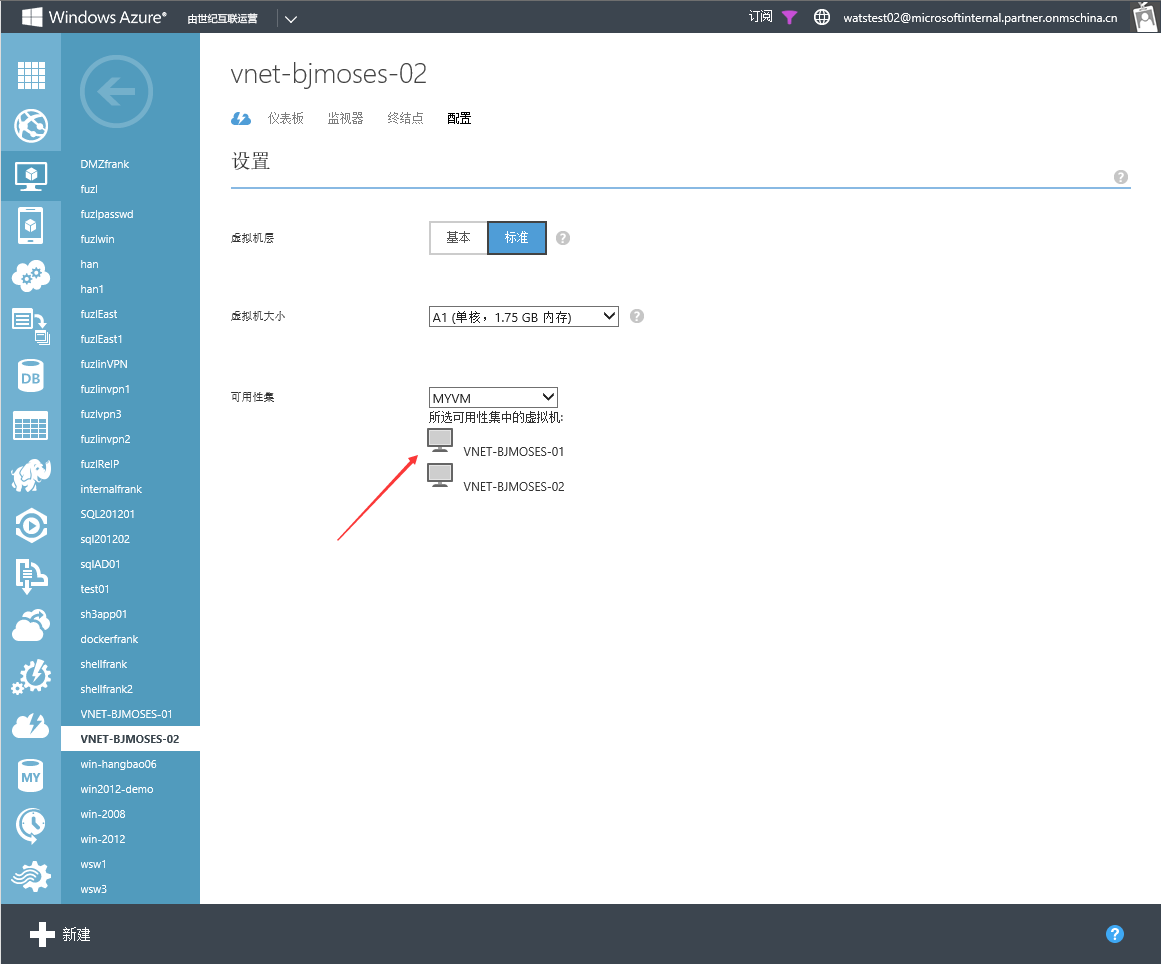 Windows Azure® 由世纪互联运营 订阅 watstest02@microsoftinternal.partner.onmschina.cn
DMZfrank
fuzl
fuzlpasswd
fuzlwin
han
han1
fuzlEast
fuzlEast1
fuzlinVPN
fuzlinvpn1
fuzlvpn3
fuzlinvpn2
fuzlReIP
internalfrank
SQL201201
sql201202
sqlAD01
test01
sh3app01
dockerfrank
shellfrank
shellfrank2
VNET-BJMOSES-01
VNET-BJMOSES-02
win-hangbao06
win2012-demo
win-2008
win-2012
wsw1
wsw3
DB
MY
vnet-bjmoses-02
仪表板 监视器 终结点 配置
设置
?
虚拟机层 基本 标准 ?
虚拟机大小 A1 (单核，1.75 GB 内存) ?
可用性集 MYVM
所选可用性集中的虚拟机:
VNET-BJMOSES-01
VNET-BJMOSES-02
新建 ?